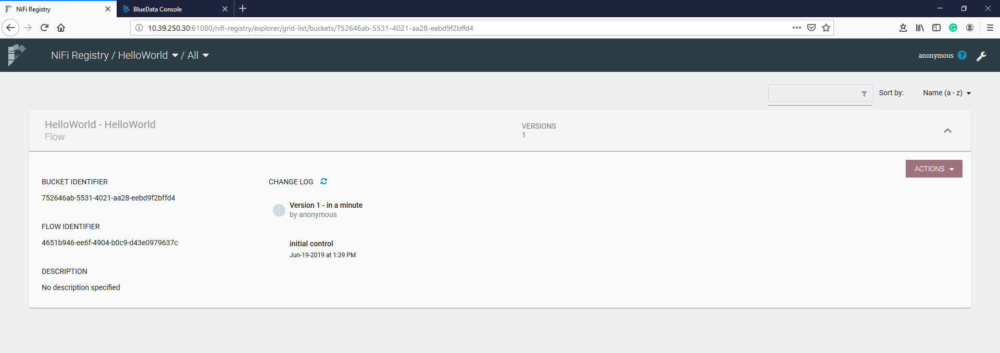 NiFi Registry
BlueData Console
10.39.250.30:61080/nifi-registry/explorer/grid-list/buckets/752646ab-5531-4021-aa28-eebd9f2bffd4
NiFi Registry / HelloWorld / All
anonymous
Sort by:
Name (a - z)
HelloWorld - HelloWorld
Flow
VERSIONS
1
ACTIONS
BUCKET IDENTIFIER
752646ab-5531-4021-aa28-eebd9f2bffd4
FLOW IDENTIFIER
4651b946-ee6f-4904-b0c9-d43e0979637c
DESCRIPTION
No description specified
CHANGE LOG
Version 1 - in a minute
by anonymous
initial control
Jun-19-2019 at 1:39 PM